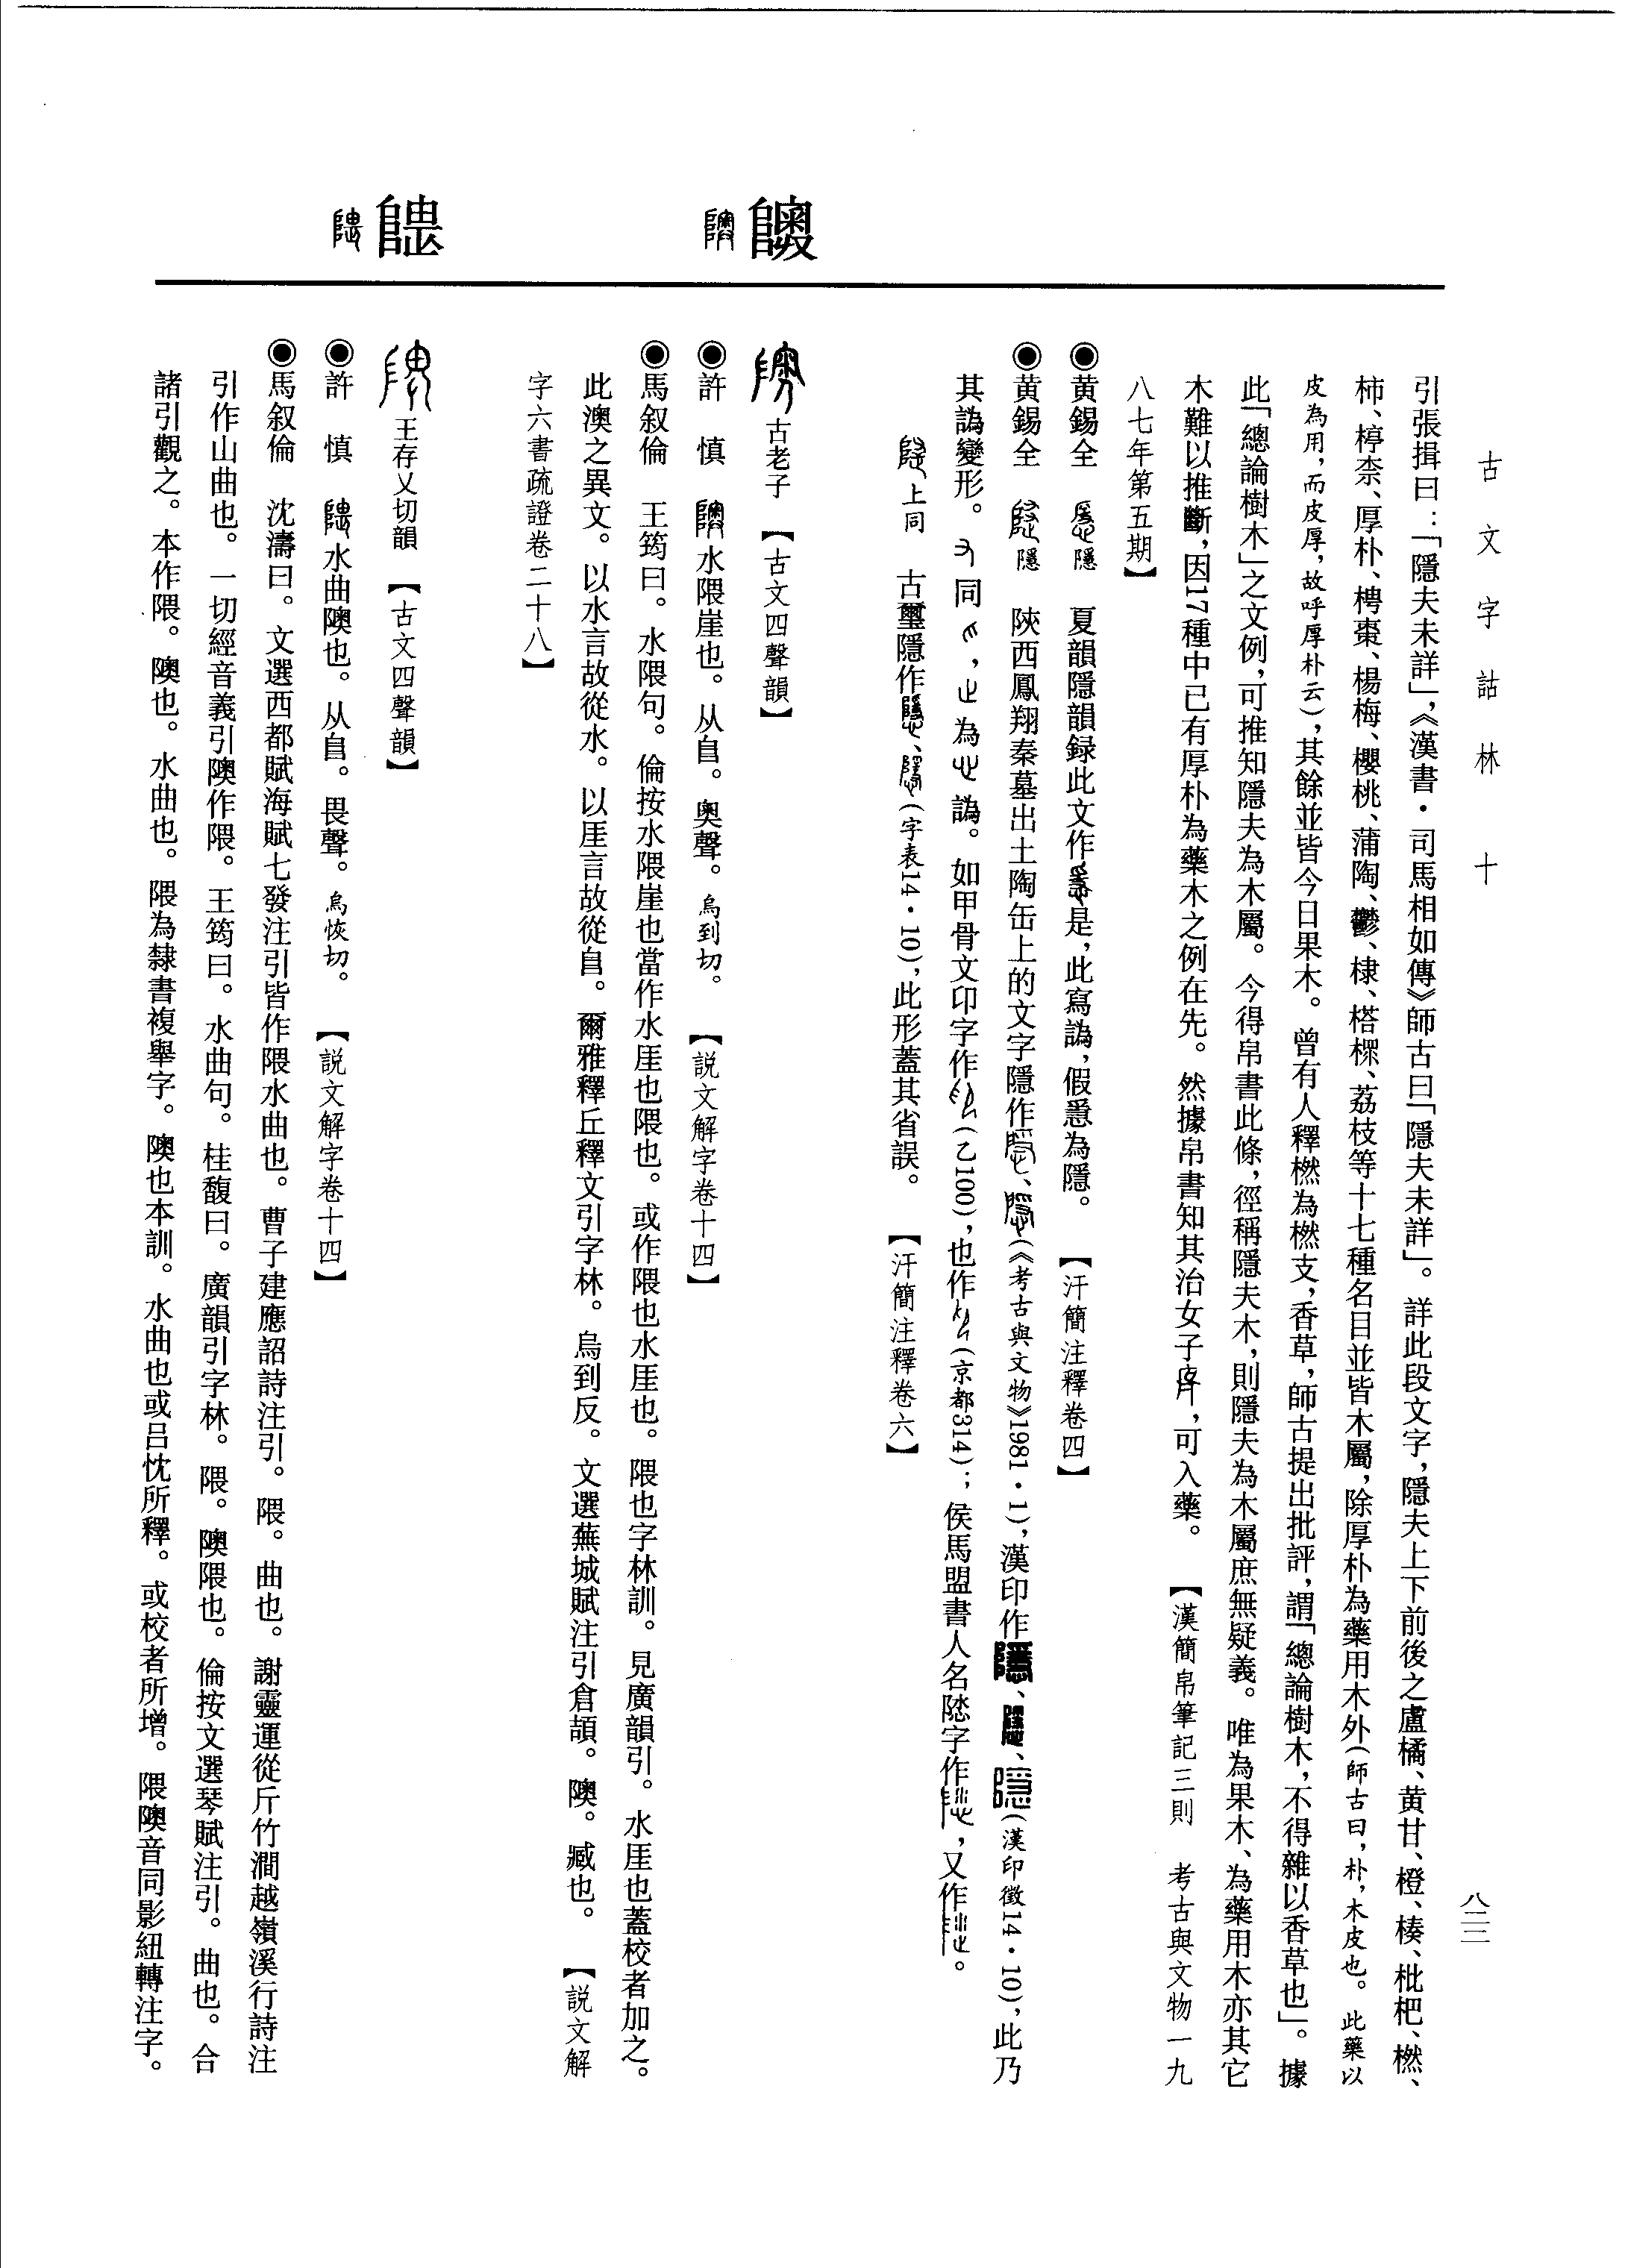 古文字詁林 十
八二二
引張揖曰:「隱夫未詳」,《漢書·司馬相如傳》師古曰「隱夫未詳」。詳此段文字,隱夫上下前後之盧橘、黃甘、橙、楱、枇杷、橪、
柿、楟柰、厚朴、梬棗、楊梅、櫻桃、蒲陶、鬱、棣、榙㯑、荔枝等十七種名目並皆木屬,除厚朴為藥用木外(師古曰,朴,木皮也。此藥以
皮為用,而皮厚,故呼厚朴云),其餘並皆今日果木。曾有人釋橪為橪支,香草,師古提出批評,謂「總論樹木,不得雜以香草也」。據
此「總論樹木」之文例,可推知隱夫為木屬。今得帛書此條,徑稱隱夫木,則隱夫為木屬庶無疑義。唯為果木、為藥用木亦其它
木難以推斷,因17種中已有厚朴為藥木之例在先。然據帛書知其治女子,可入藥。【漢簡帛筆記三則 考古與文物一九
八七年第五期】
◉黄錫全 隱 夏韻隱韻録此文作是,此寫譌,假㥯為隱。【汗簡注釋卷四】
◉黄錫全 隱 陝西鳳翔秦墓出土陶缶上的文字隱作、(《考古與文物》1981·1),漢印作、、(漢印徵14·10),此乃
其譌變形。同,為譌。如甲骨文印字作(乙100),也作(京都314);侯馬盟書人名字作,又作。
上同 古璽隱作、(字表14·10),此形蓋其省誤。【汗簡注釋卷六】
𨼿
古老子【古文四聲韻】
◉許 慎 水隈崖也。从𨸏。奧聲。烏到切。【説文解字卷十四】
◉馬叙倫 王筠曰。水隈句。倫按水隈崖也當作水厓也隈也。或作隈也水厓也。隈也字林訓。見廣韻引。水厓也蓋校者加之。
此澳之異文。以水言故從水。以厓言故從𨸏。爾雅釋丘釋文引字林。烏到反。文選蕪城賦注引倉頡。隩。臧也。【説文解
字六書疏證卷二十八】
隈
王存乂切韻【古文四聲韻】
◉許 慎 水曲隩也。从𨸏。畏聲。烏恢切。【説文解字卷十四】
◉馬叙倫 沈濤曰。文選西都賦海賦七發注引皆作隈水曲也。曹子建應詔詩注引。隈。曲也。謝靈運從斤竹澗越嶺溪行詩注
引作山曲也。一切經音義引隩作隈。王筠曰。水曲句。桂馥曰。廣韻引字林。隈。隩隈也。倫按文選琴賦注引。曲也。合
諸引觀之。本作隈。隩也。水曲也。隈為隸書複舉字。隩也本訓。水曲也或吕忱所釋。或校者所增。隈隩音同影紐轉注字。